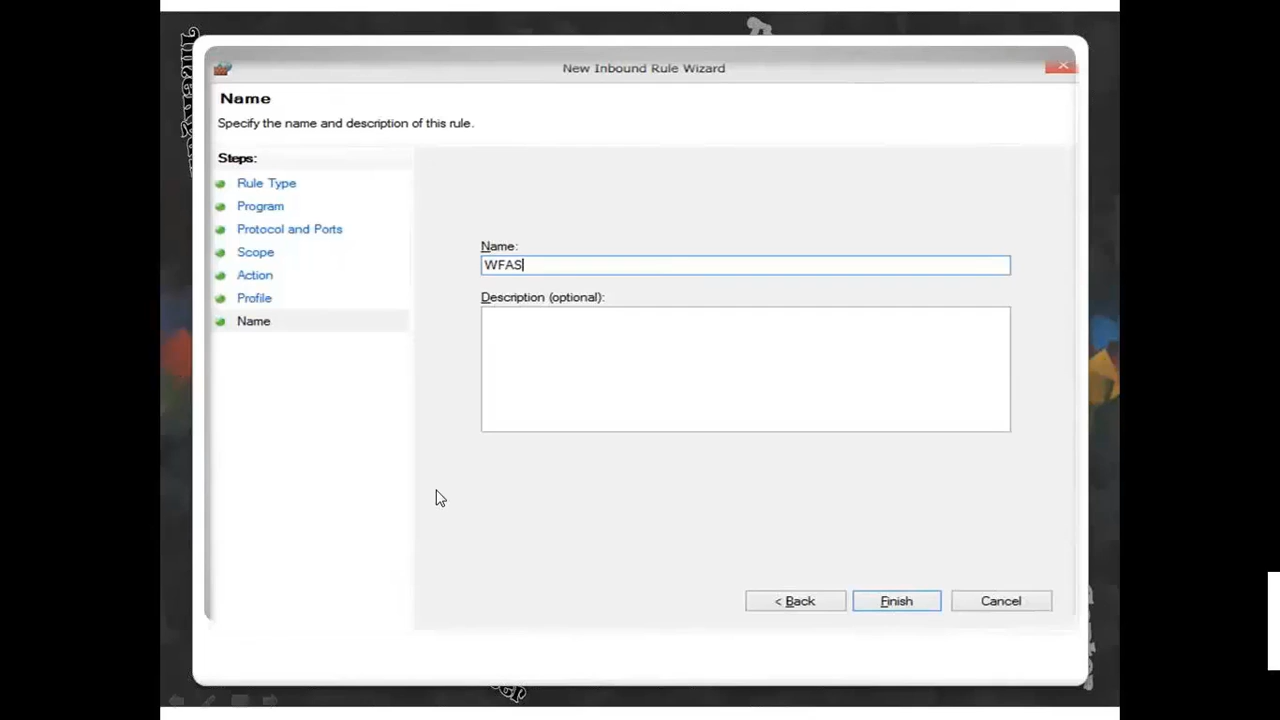 New Inbound Rule Wizard
Name
Specify the name and description of this rule.
Steps:
Rule Type
Program
Protocol and Ports
Scope
Action
Profile
Name
Name:
WFAS
Description (optional):
< Back
Finish
Cancel